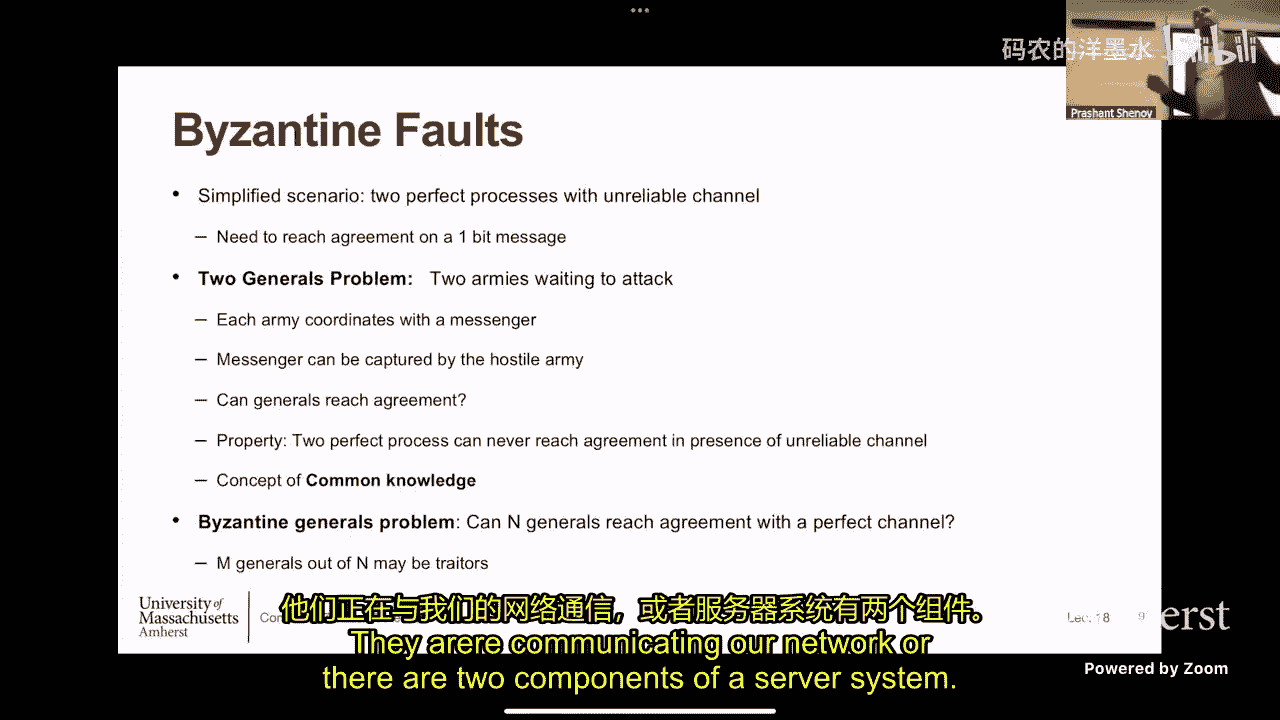 码农的洋墨水 bilibili
Prashant Shenoy
Byzantine Faults
• Simplified scenario: two perfect processes with unreliable channel
– Need to reach agreement on a 1 bit message
• Two Generals Problem: Two armies waiting to attack
– Each army coordinates with a messenger
– Messenger can be captured by the hostile army
– Can generals reach agreement?
– Property: Two perfect process can never reach agreement in presence of unreliable channel
– Concept of Common knowledge
• Byzantine generals problem: Can N generals reach agreement with a perfect channel?
– M generals out of N may be traitors
University of
Massachusetts
Amherst
他们正在与我们的网络通信，或者服务器系统有两个组件。
They arere communicating our network or
there are two components of a server system.
Powered by Zoom